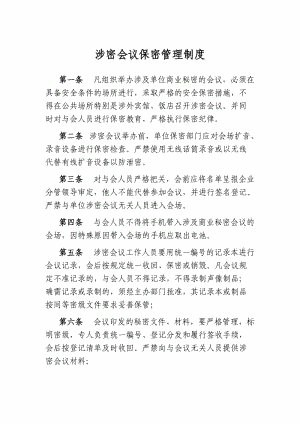 涉密会议保密管理制度
第一条 凡组织举办涉及单位商业秘密的会议，必须在
具备安全条件的场所进行，采取严格的安全保密措施，不
得在公共场所特别是涉外宾馆、饭店召开涉密会议、并同
时对与会人员进行保密教育、严格执行保密纪律。
第二条 涉密会议举办前，单位保密部门应对会场扩音、
录音设备进行保密检查。严禁使用无线话筒录音或以无线
代替有线扩音设备以防泄密。
第三条 对与会人员严格把关，会前应将名单呈报企业
分管领导审定，他人不能代替参加会议，并进行签名登记。
严禁与单位涉密会议无关人员进入会场。
第四条 与会人员不得将手机带入涉及商业秘密会议的
会场，因特殊原因带入会场的手机应取出电池。
第五条 涉密会议工作人员要用统一编号的记录本进行
会议记录，会后按规定统一收回，保密或销毁。凡会议规
定不准记录的，与会人员不得记录。不得录制声像制品；
确需记录或录制的，须经主办部门批准，其记录本或制品
按同等密级文件要求妥善保管；
第六条 会议印发的秘密文件、材料，要严格管理，标
明密级，专人负责统一编号、登记分发和履行签收手续，
会后按登记清单及时收回。严禁向与会议无关人员提供涉
密会议材料；